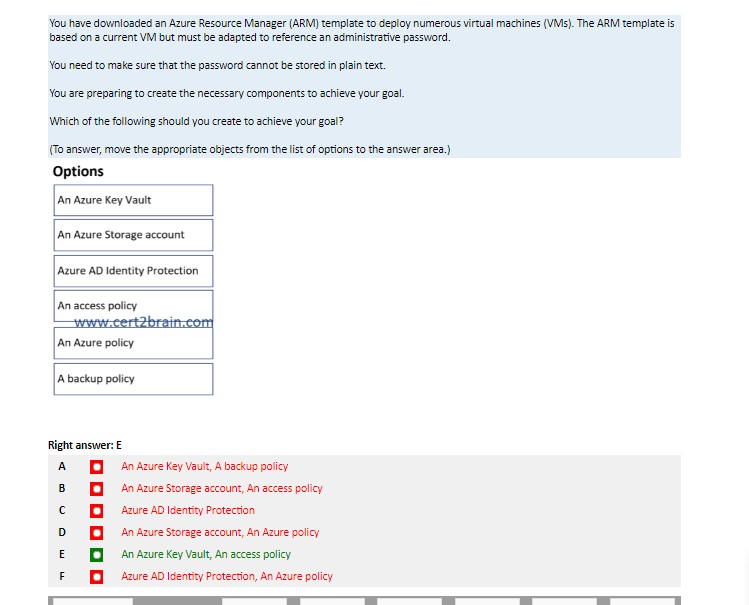 You have downloaded an Azure Resource Manager (ARM) template to deploy numerous virtual machines (VMs). The ARM template is
based on a current VM but must be adapted to reference an administrative password.
You need to make sure that the password cannot be stored in plain text.
You are preparing to create the necessary components to achieve your goal.
Which of the following should you create to achieve your goal?
(To answer, move the appropriate objects from the list of options to the answer area.)
Options
An Azure Key Vault
An Azure Storage account
Azure AD Identity Protection
An access policy
www.cert2brain.com
An Azure policy
A backup policy
Right answer: E
A An Azure Key Vault, A backup policy
B An Azure Storage account, An access policy
C Azure AD Identity Protection
D An Azure Storage account, An Azure policy
E An Azure Key Vault, An access policy
F Azure AD Identity Protection, An Azure policy